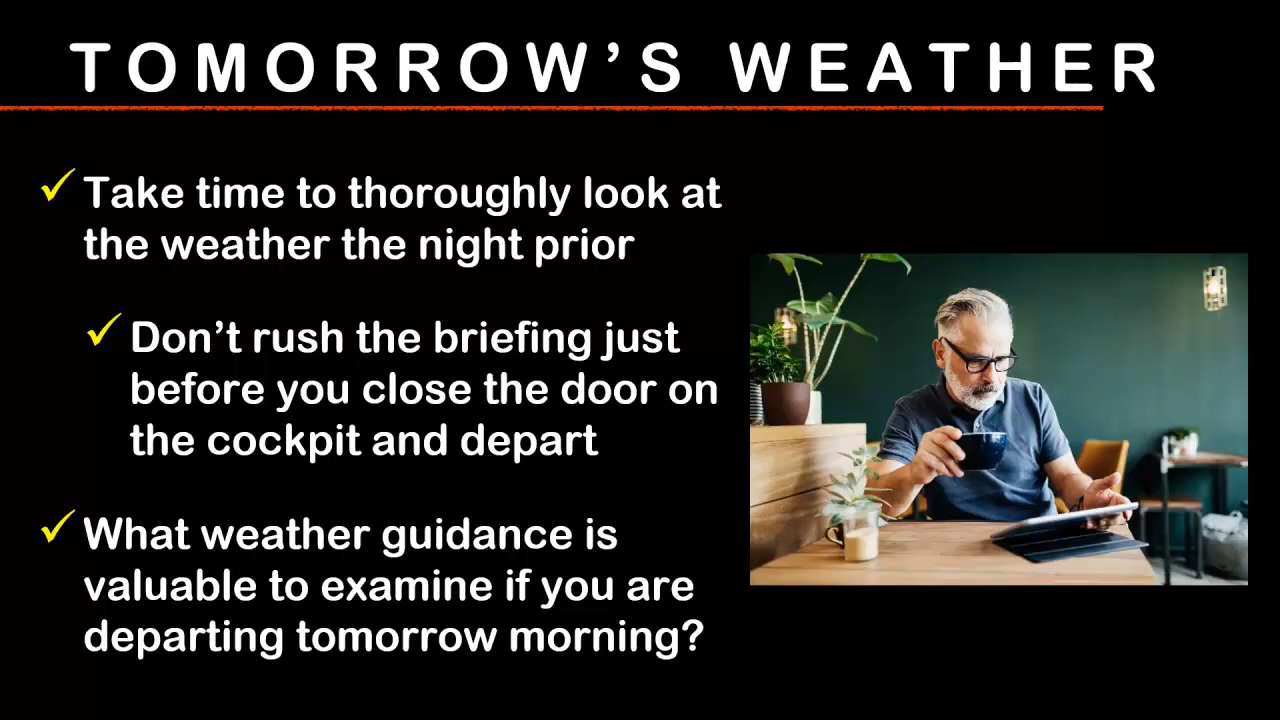 TOMORROW’S WEATHER
Take time to thoroughly look at
the weather the night prior
Don’t rush the briefing just
before you close the door on
the cockpit and depart
What weather guidance is
valuable to examine if you are
departing tomorrow morning?